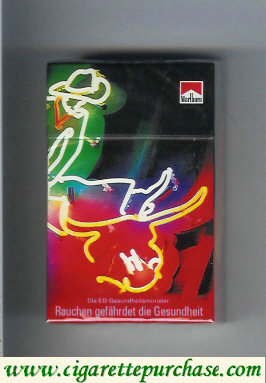 Marlboro
Die EG-Gesundheitsminister:
Rauchen gefährdet die Gesundheit
www.cigarettepurchase.com